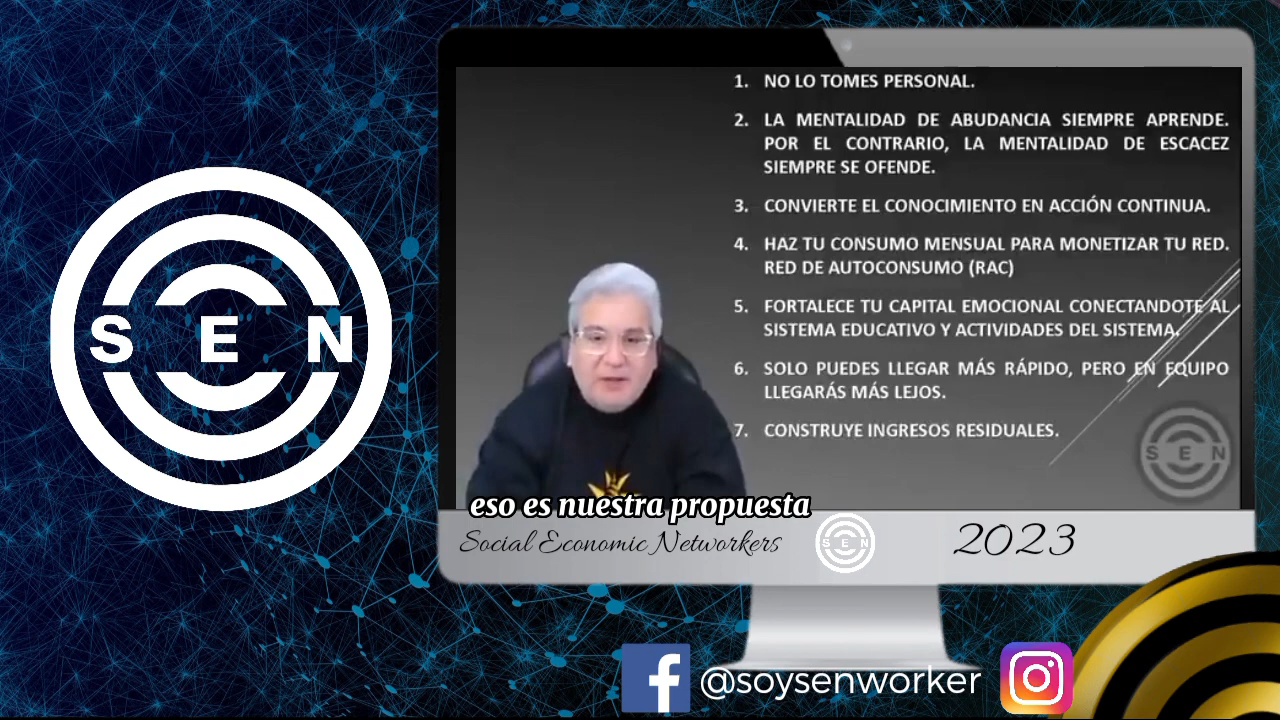 S E N
1. NO LO TOMES PERSONAL.
2. LA MENTALIDAD DE ABUDANCIA SIEMPRE APRENDE.
POR EL CONTRARIO, LA MENTALIDAD DE ESCACEZ
SIEMPRE SE OFENDE.
3. CONVIERTE EL CONOCIMIENTO EN ACCIÓN CONTINUA.
4. HAZ TU CONSUMO MENSUAL PARA MONETIZAR TU RED.
RED DE AUTOCONSUMO (RAC)
5. FORTALECE TU CAPITAL EMOCIONAL CONECTANDOTE AL
SISTEMA EDUCATIVO Y ACTIVIDADES DEL SISTEMA.
6. SOLO PUEDES LLEGAR MÁS RÁPIDO, PERO EN EQUIPO
LLEGARÁS MÁS LEJOS.
7. CONSTRUYE INGRESOS RESIDUALES.
S E N
eso es nuestra propuesta
Social Economic Networkers
S E N
2023
@soysenworker